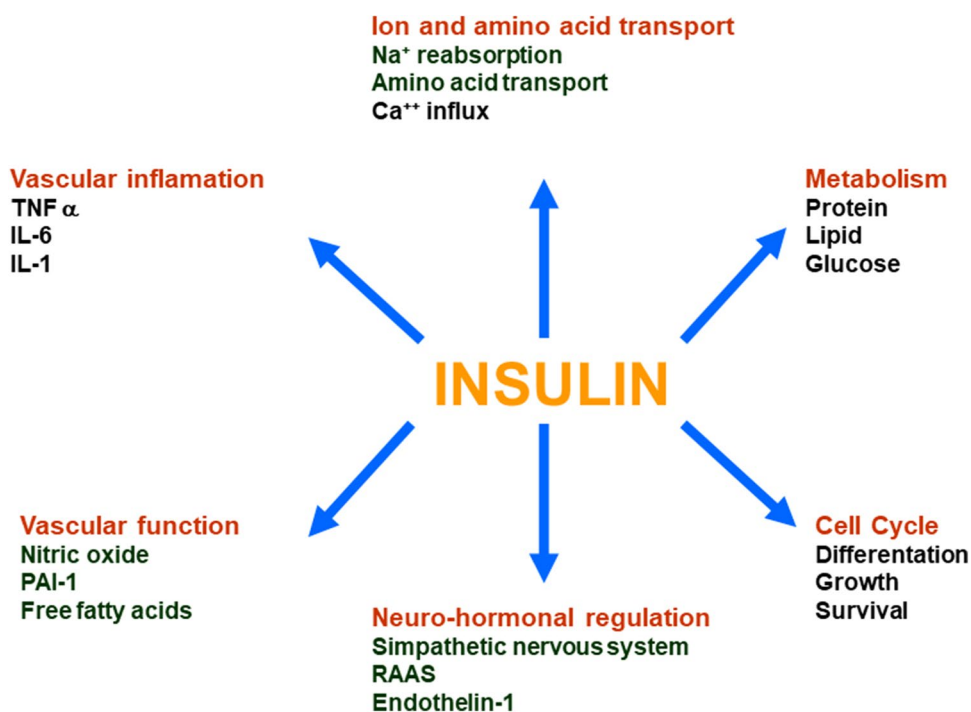 Ion and amino acid transport
Na⁺ reabsorption
Amino acid transport
Ca⁺⁺ influx
Vascular inflamation
TNF α
IL-6
IL-1
Metabolism
Protein
Lipid
Glucose
INSULIN
Vascular function
Nitric oxide
PAI-1
Free fatty acids
Neuro-hormonal regulation
Simpathetic nervous system
RAAS
Endothelin-1
Cell Cycle
Differentation
Growth
Survival